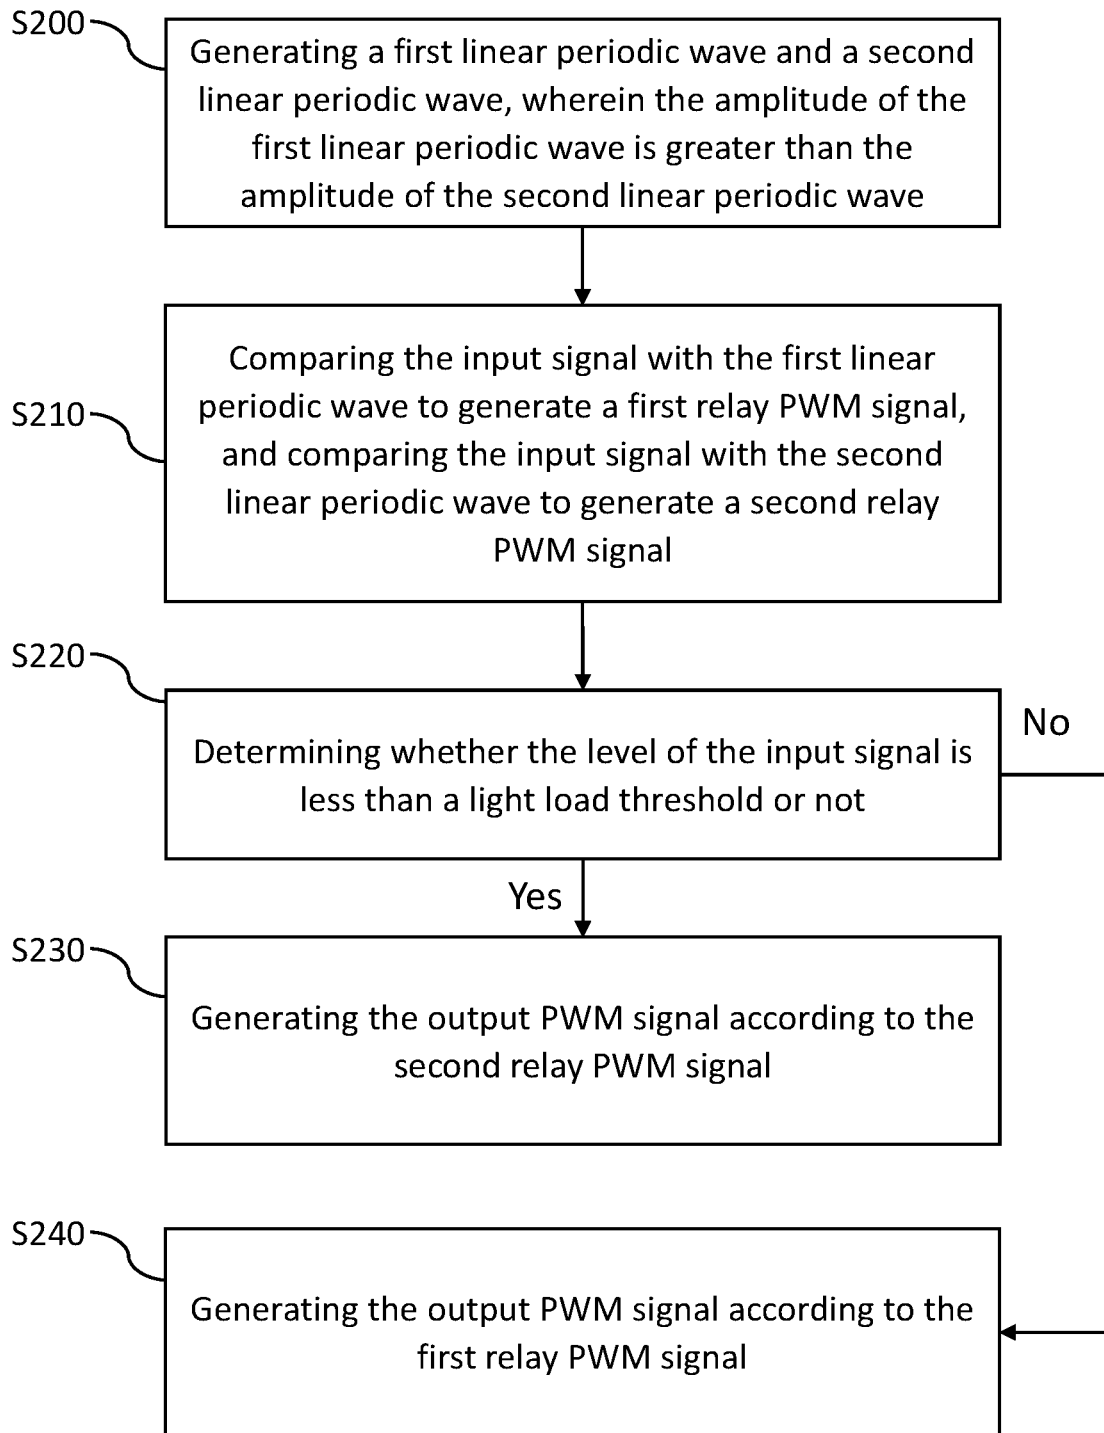 S200
Generating a first linear periodic wave and a second
linear periodic wave, wherein the amplitude of the
first linear periodic wave is greater than the
amplitude of the second linear periodic wave
S210
Comparing the input signal with the first linear
periodic wave to generate a first relay PWM signal,
and comparing the input signal with the second
linear periodic wave to generate a second relay
PWM signal
S220
Determining whether the level of the input signal is
less than a light load threshold or not
No
Yes
S230
Generating the output PWM signal according to the
second relay PWM signal
S240
Generating the output PWM signal according to the
first relay PWM signal